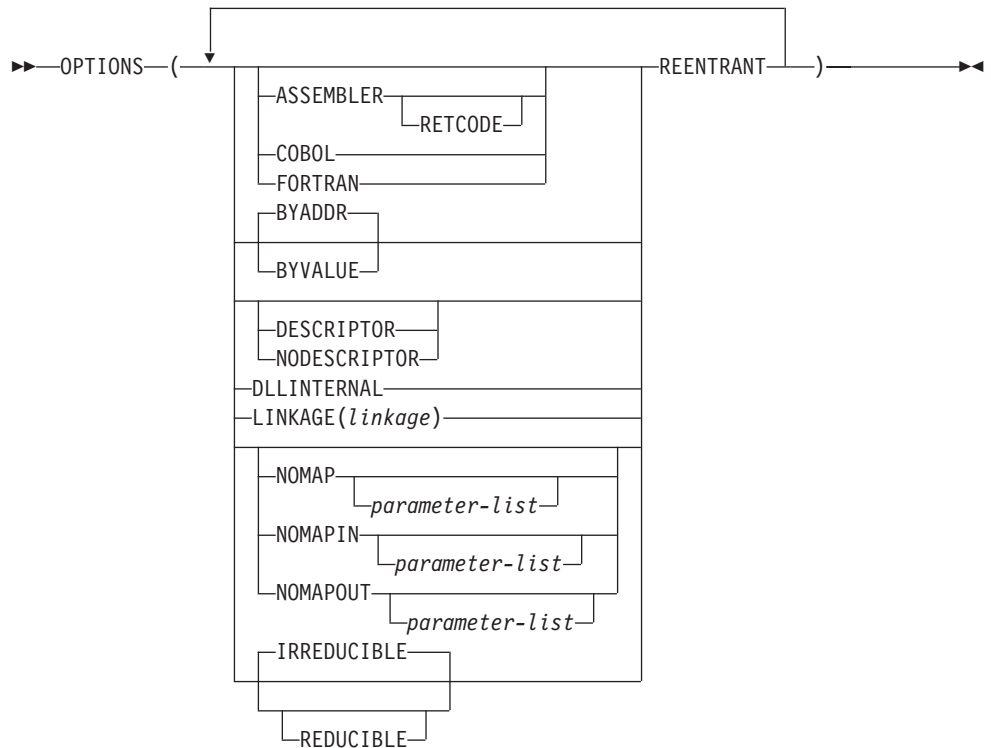 OPTIONS ( REENTRANT )
ASSEMBLER
RETCODE
COBOL
FORTRAN
BYADDR
BYVALUE
DESCRIPTOR
NODESCRIPTOR
DLLINTERNAL
LINKAGE(linkage)
NOMAP
parameter-list
NOMAPIN
parameter-list
NOMAPOUT
parameter-list
IRREDUCIBLE
REDUCIBLE